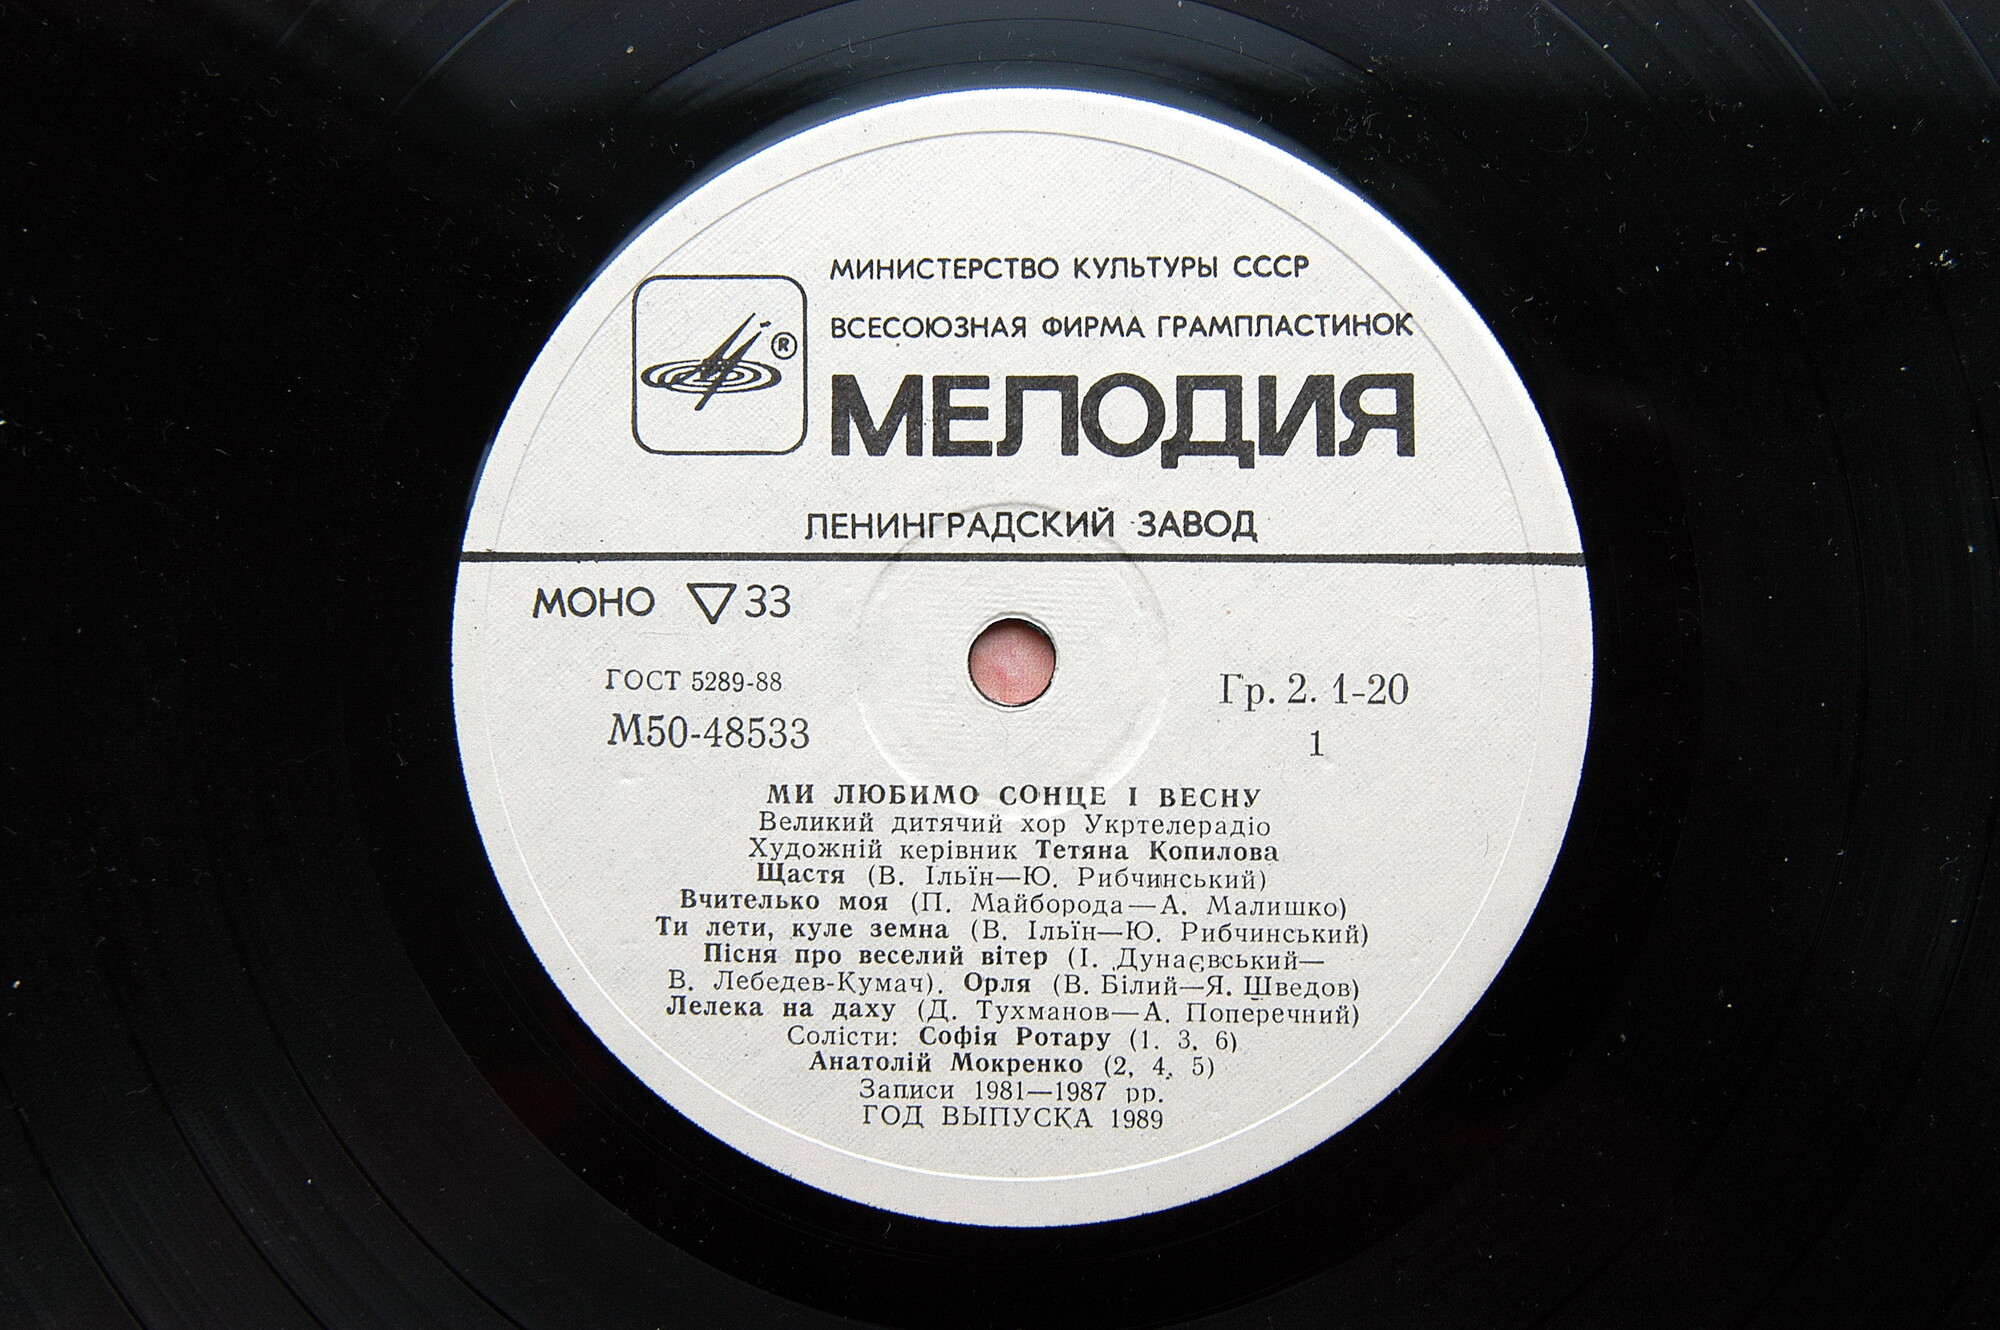 МИНИСТЕРСТВО КУЛЬТУРЫ СССР
ВСЕСОЮЗНАЯ ФИРМА ГРАМПЛАСТИНОК
®
МЕЛОДИЯ
ЛЕНИНГРАДСКИЙ ЗАВОД
МОНО ▽ 33
ГОСТ 5289-88
М50-48533
Гр. 2. 1-20
1
МИ ЛЮБИМО СОНЦЕ І ВЕСНУ
Великий дитячий хор Укртелерадіо
Художній керівник Тетяна Копилова
Щастя (В. Ільїн—Ю. Рибчинський)
Вчителько моя (П. Майборода—А. Малишко)
Ти лети, куле земна (В. Ільїн—Ю. Рибчинський)
Пісня про веселий вітер (І. Дунаєвський—
В. Лебедев-Кумач). Орля (В. Білий—Я. Шведов)
Лелека на даху (Д. Тухманов—А. Поперечний)
Солісти: Софія Ротару (1. 3. 6)
Анатолій Мокренко (2, 4, 5)
Записи 1981—1987 рр.
ГОД ВЫПУСКА 1989